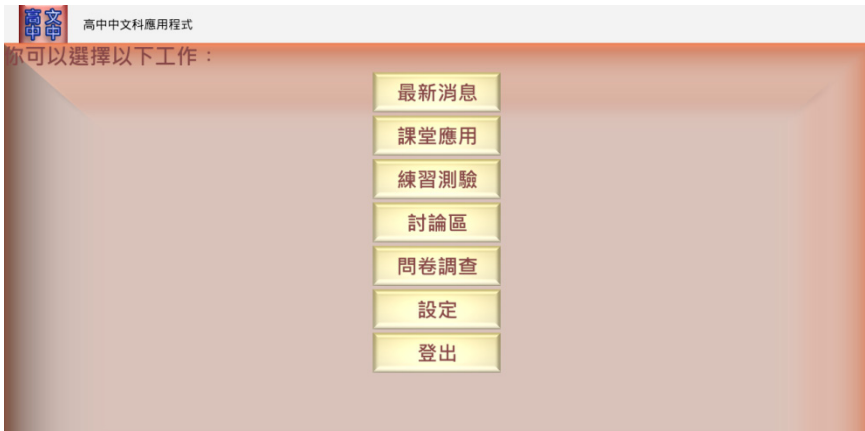 高文
中中
高中中文科應用程式
你可以選擇以下工作：
最新消息
課堂應用
練習測驗
討論區
問卷調查
設定
登出